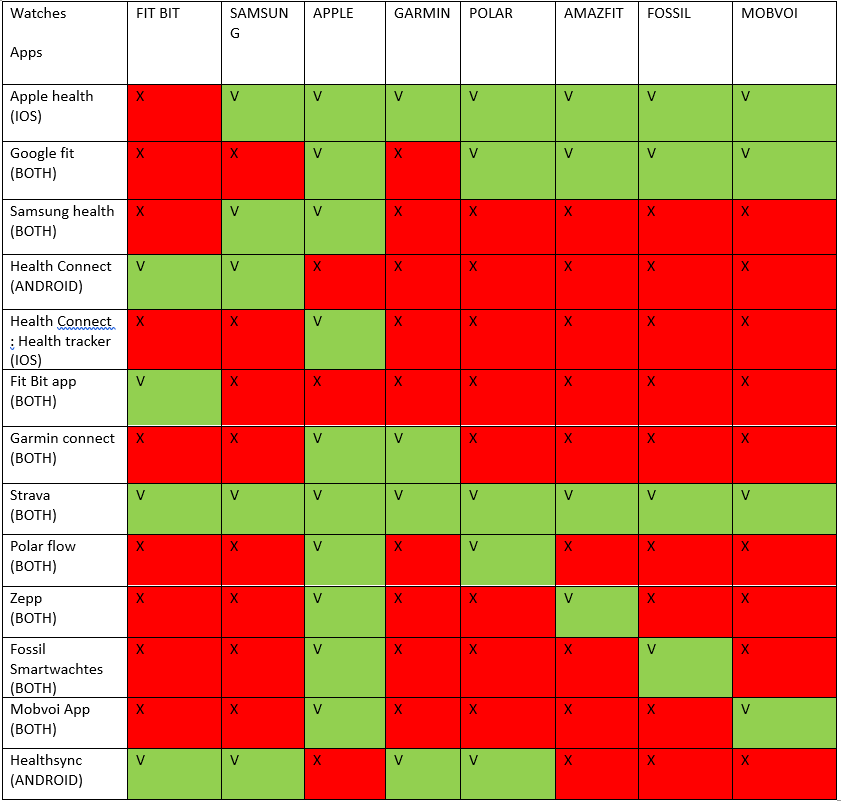 Watches FIT BIT SAMSUN APPLE GARMIN POLAR AMAZFIT FOSSIL MOBVOI
G
Apps
Apple health X V V V V V V V
(IOS)
Google fit X X V X V V V V
(BOTH)
Samsung health X V V X X X X X
(BOTH)
Health Connect V V X X X X X X
(ANDROID)
Health Connect X X V X X X X X
: Health tracker
(IOS)
Fit Bit app V X X X X X X X
(BOTH)
Garmin connect X X V V X X X X
(BOTH)
Strava V V V V V V V V
(BOTH)
Polar flow X X V X V X X X
(BOTH)
Zepp X X V X X V X X
(BOTH)
Fossil X X V X X X V X
Smartwachtes
(BOTH)
Mobvoi App X X V X X X X V
(BOTH)
Healthsync V V X V V X X X
(ANDROID)